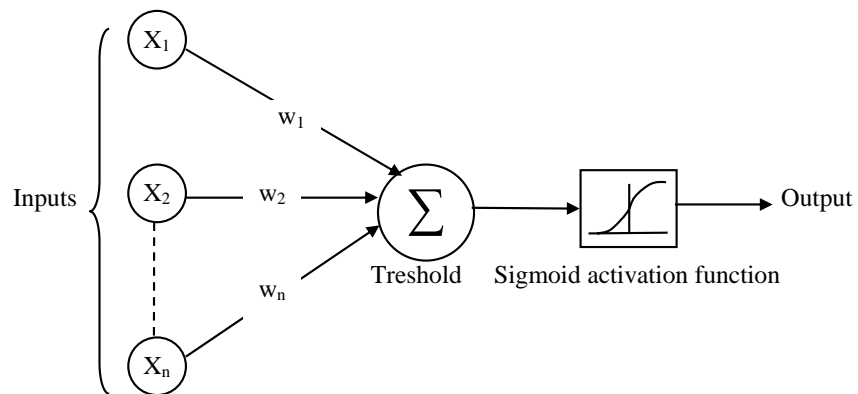 X₁
w₁
Inputs
X₂
w₂
Σ
Output
Treshold
Sigmoid activation function
wₙ
Xₙ